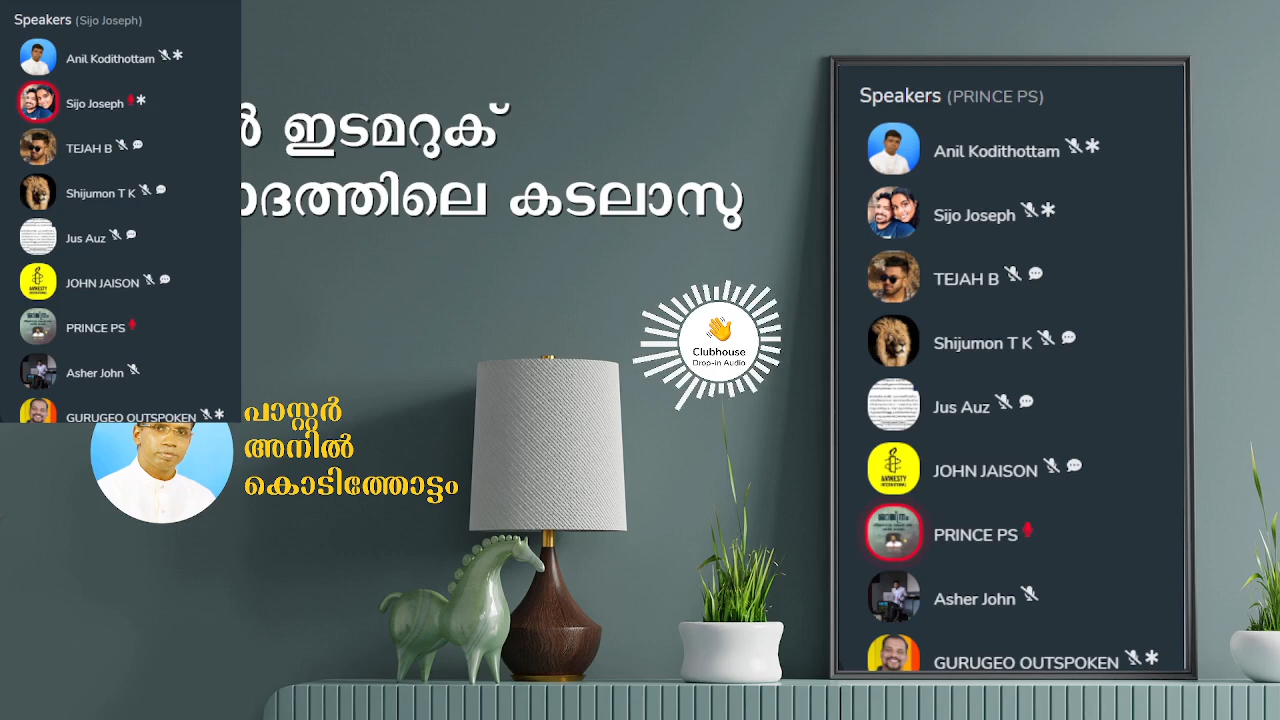 Speakers (Sijo Joseph)
Anil Kodithottam
Sijo Joseph
TEJAH B
Shijumon T K
Jus Auz
JOHN JAISON
PRINCE PS
Asher John
GURUGEO OUTSPOKEN
ഇടമറുക്
കടലാസു
Clubhouse
Drop-in Audio
പാസ്റ്റർ
അനിൽ
കൊടിത്തോട്ടം
Speakers (PRINCE PS)
Anil Kodithottam
Sijo Joseph
TEJAH B
Shijumon T K
Jus Auz
JOHN JAISON
AMNESTY
INTERNATIONAL
PRINCE PS
Asher John
GURUGEO OUTSPOKEN